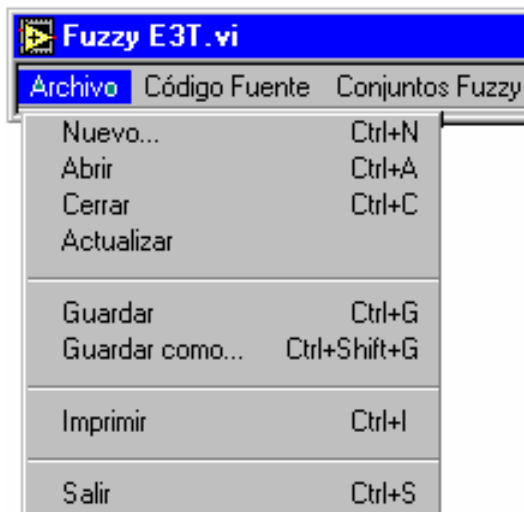 Fuzzy E3T.vi
Archivo Código Fuente Conjuntos Fuzzy
Nuevo... Ctrl+N
Abrir Ctrl+A
Cerrar Ctrl+C
Actualizar
Guardar Ctrl+G
Guardar como... Ctrl+Shift+G
Imprimir Ctrl+I
Salir Ctrl+S